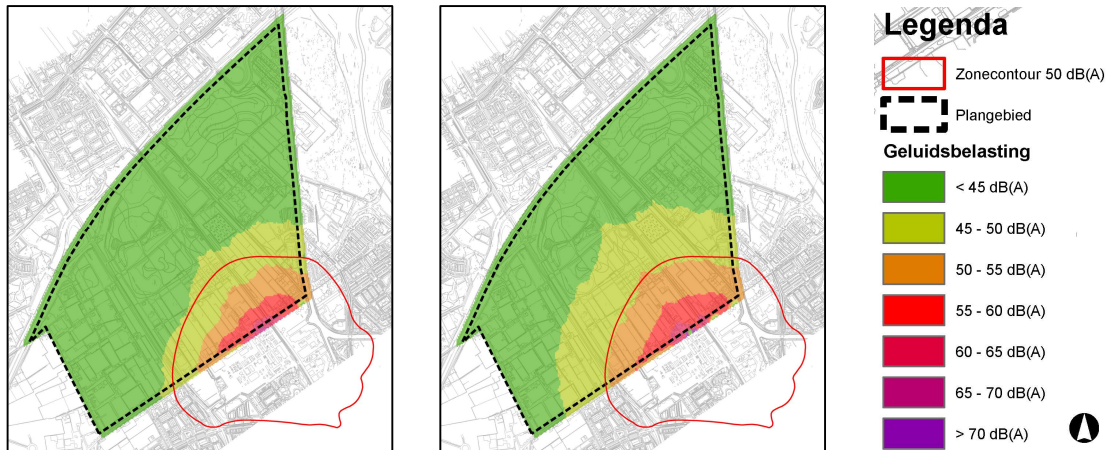 Legenda
Zonecontour 50 dB(A)
Plangebied
Geluidsbelasting
< 45 dB(A)
45 - 50 dB(A)
50 - 55 dB(A)
55 - 60 dB(A)
60 - 65 dB(A)
65 - 70 dB(A)
> 70 dB(A)